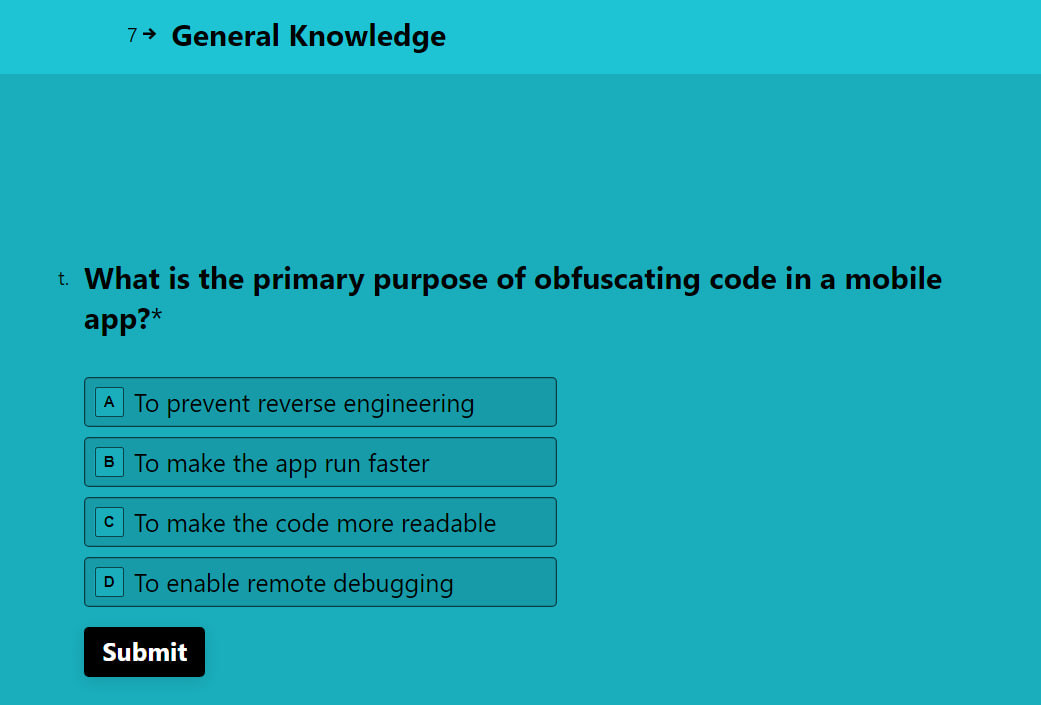 7→ General Knowledge
t. What is the primary purpose of obfuscating code in a mobile
app?*
A To prevent reverse engineering
B To make the app run faster
C To make the code more readable
D To enable remote debugging
Submit